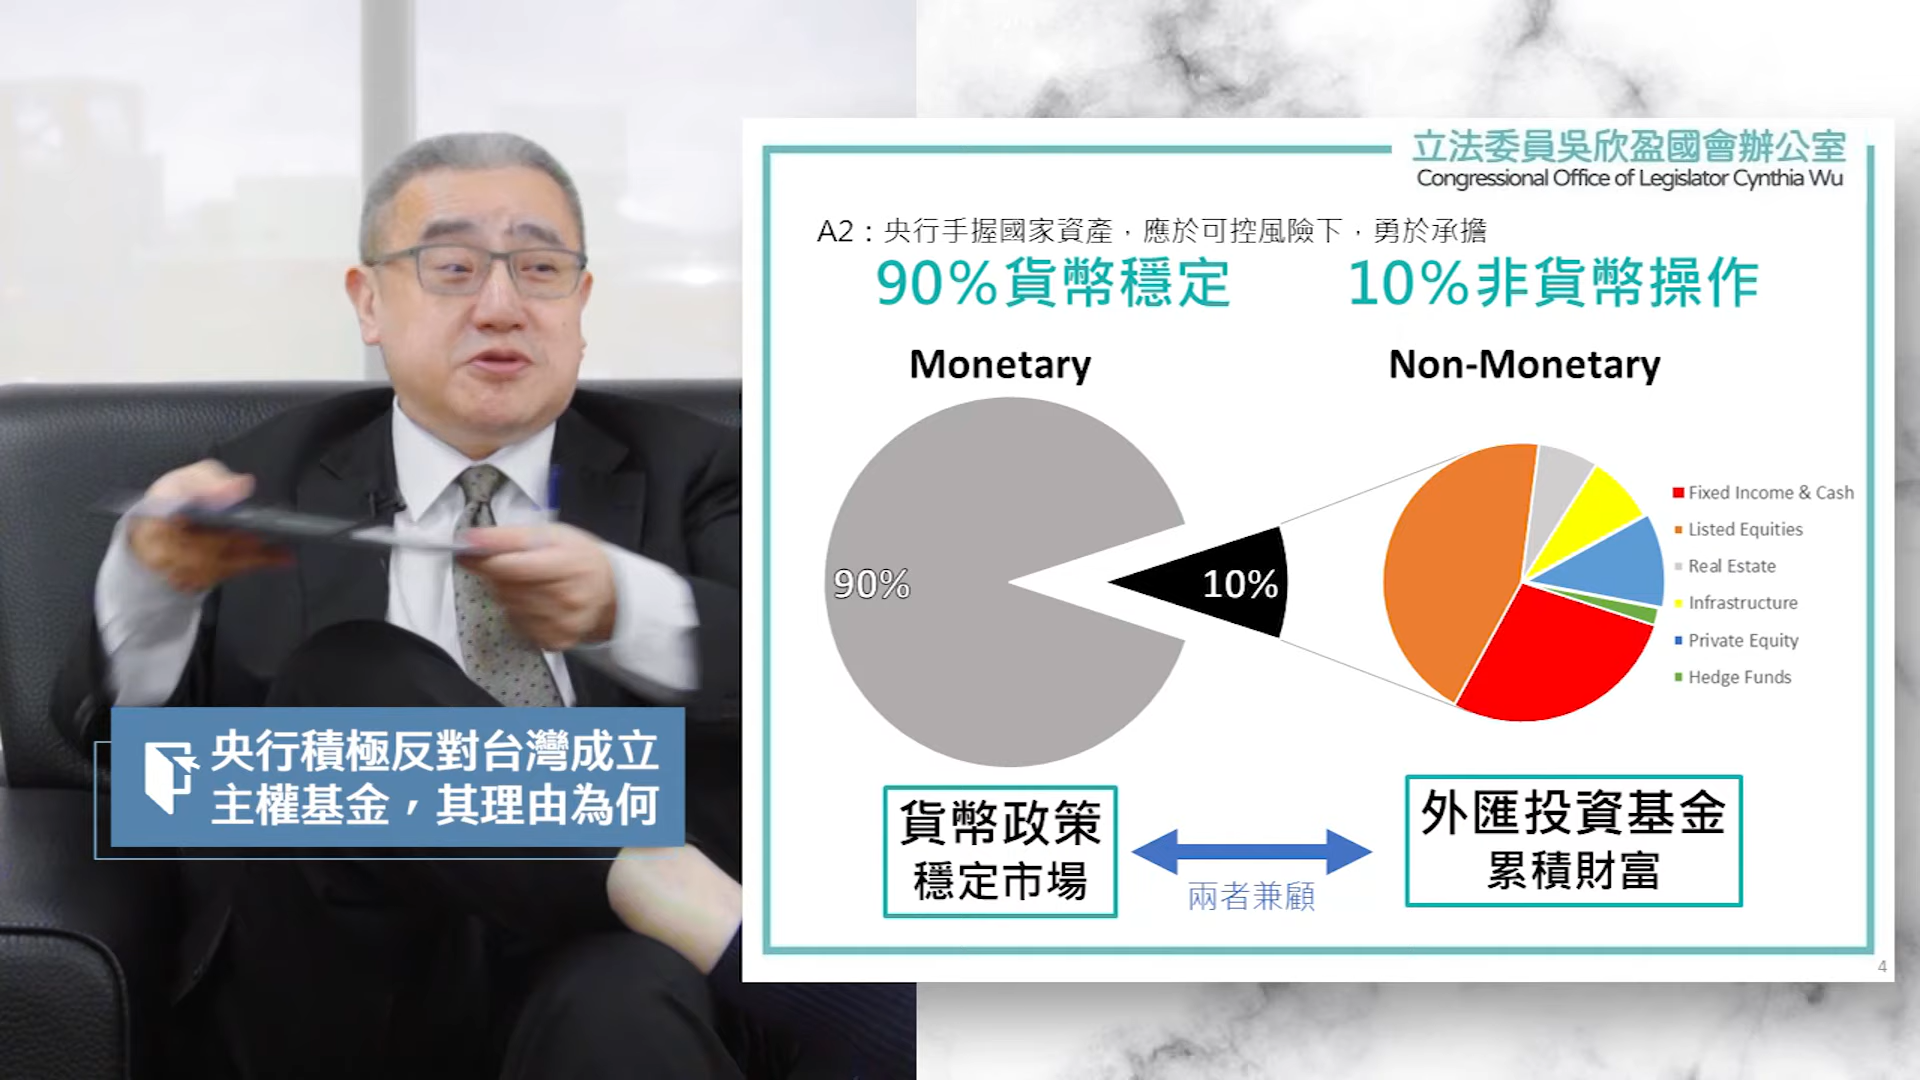 立法委員吳欣盈國會辦公室
Congressional Office of Legislator Cynthia Wu
A2：央行手握國家資產，應於可控風險下，勇於承擔
90%貨幣穩定
10%非貨幣操作
Monetary
Non-Monetary
90%
10%
Fixed Income & Cash
Listed Equities
Real Estate
Infrastructure
Private Equity
Hedge Funds
貨幣政策
穩定市場
兩者兼顧
外匯投資基金
累積財富
4
央行積極反對台灣成立
主權基金，其理由為何